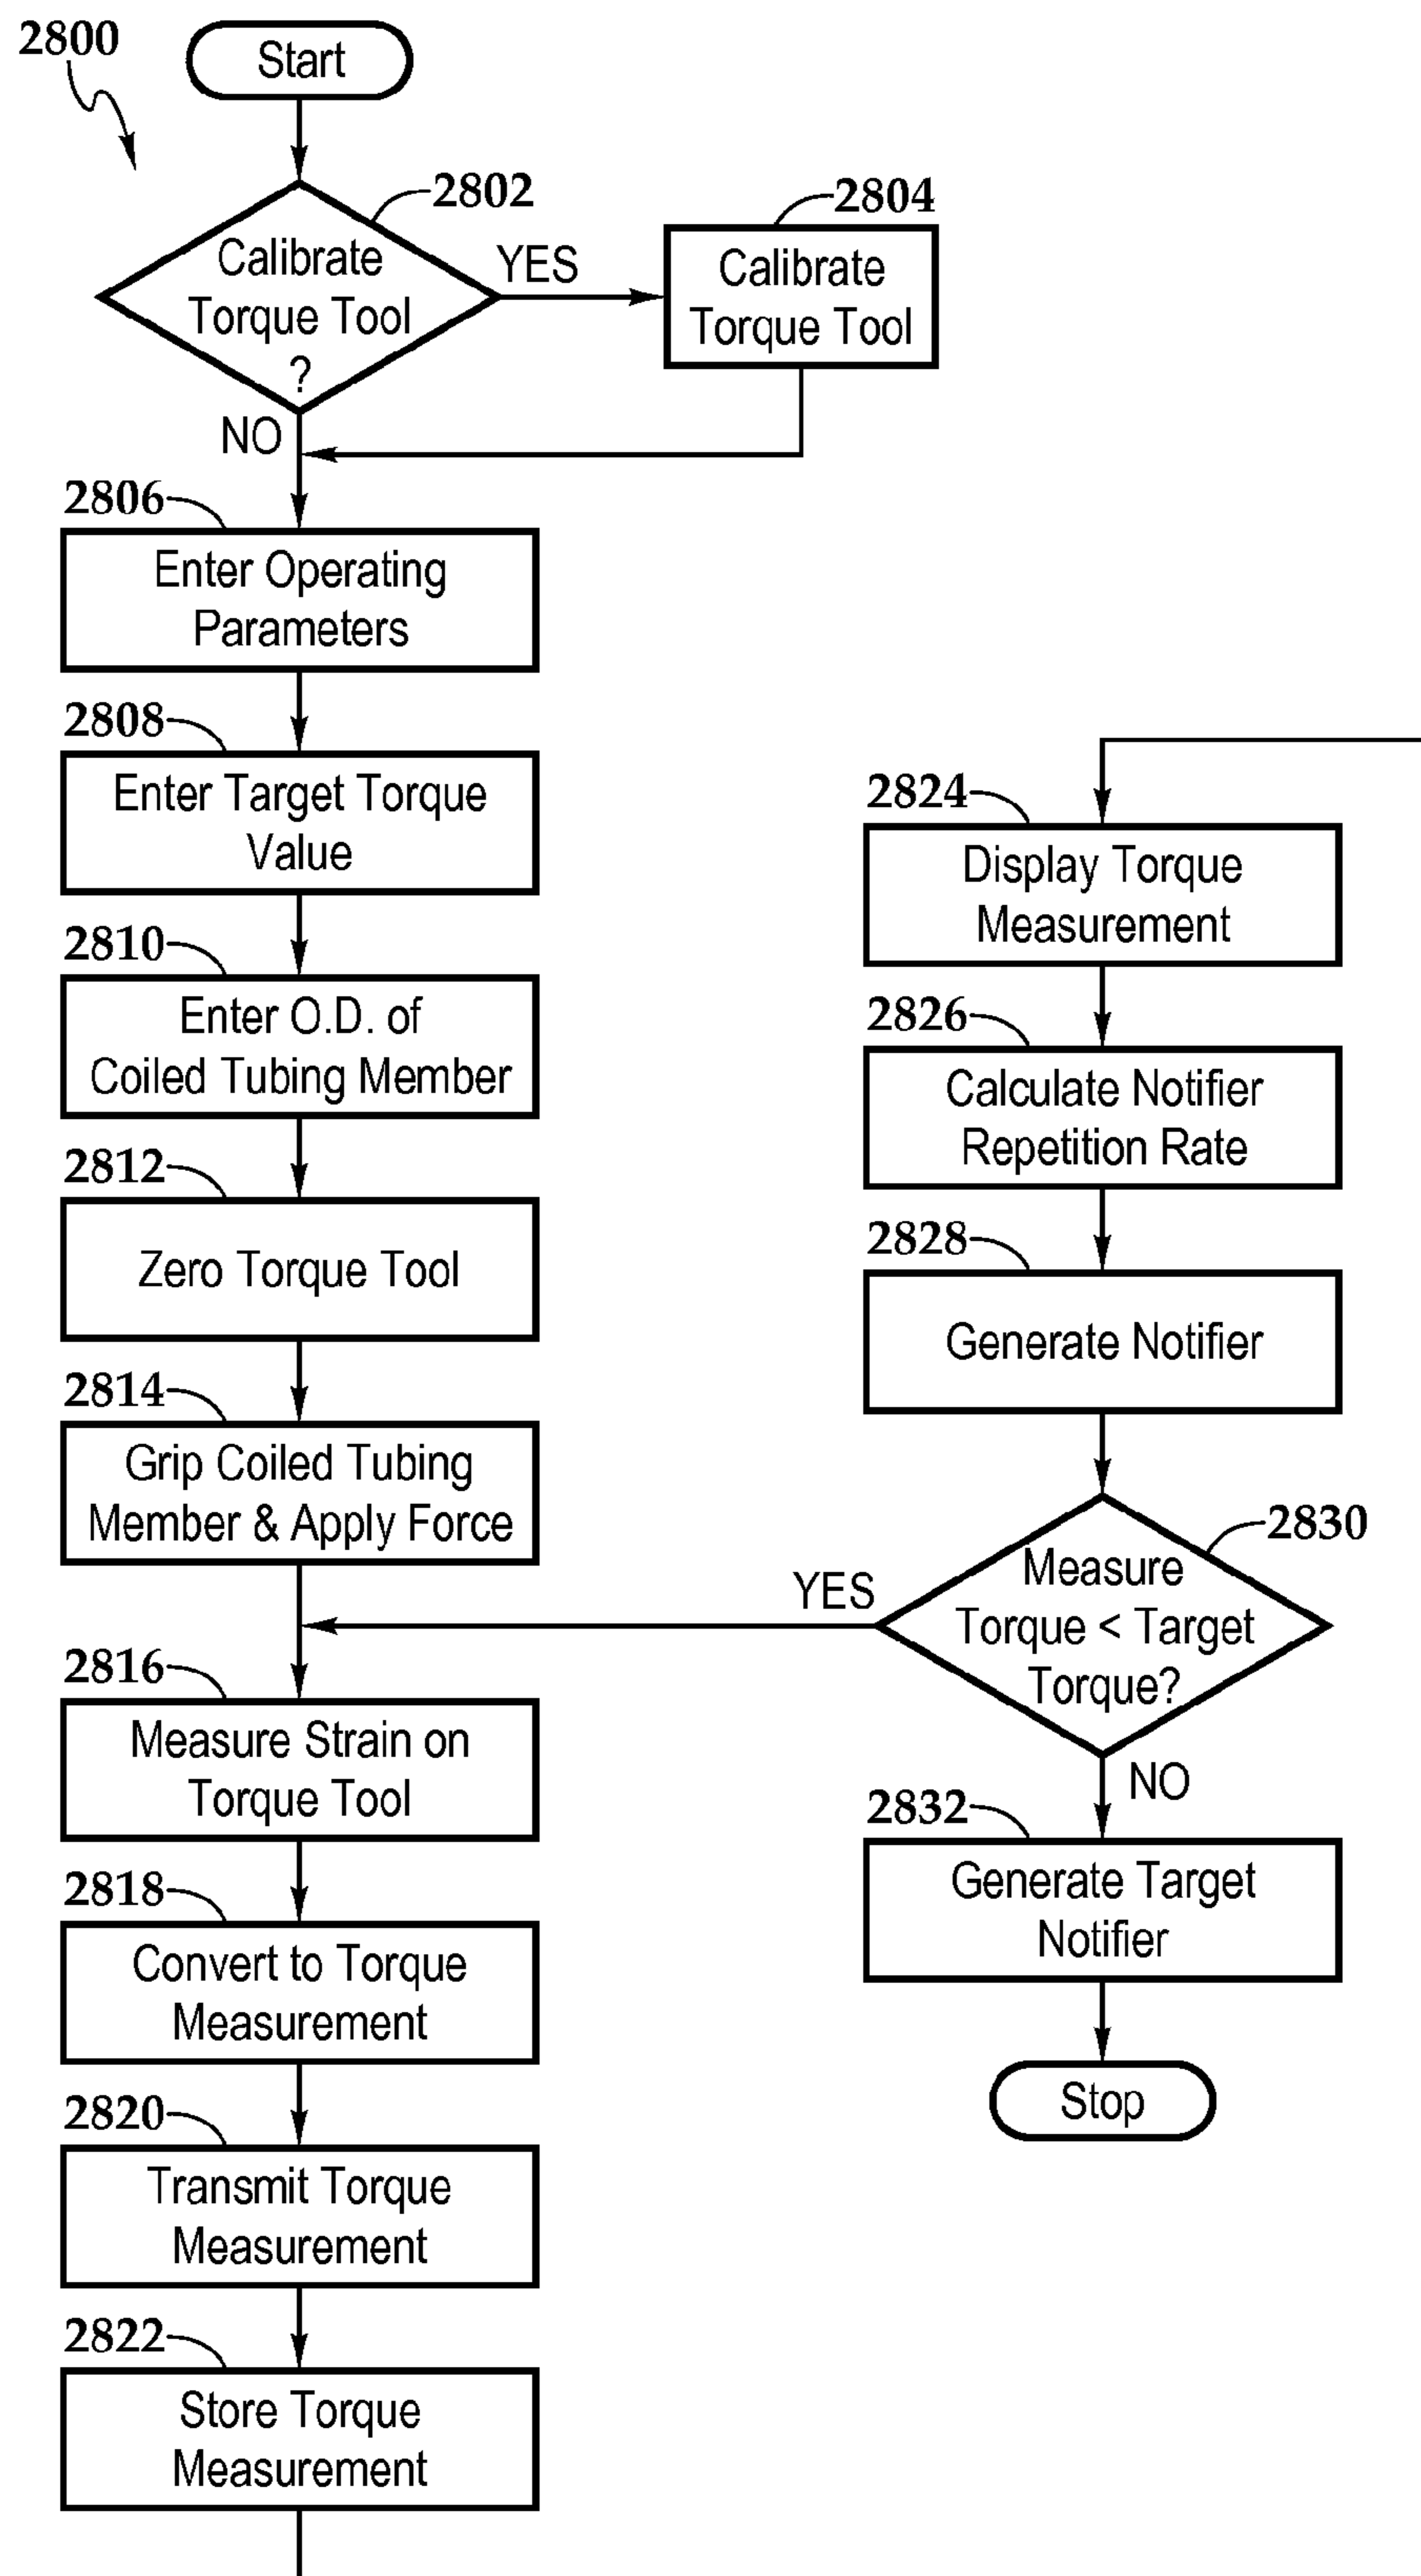 2800
Start
2802
Calibrate
Torque Tool
?
YES
NO
2804
Calibrate
Torque Tool
2806
Enter Operating
Parameters
2808
Enter Target Torque
Value
2810
Enter O.D. of
Coiled Tubing Member
2812
Zero Torque Tool
2814
Grip Coiled Tubing
Member & Apply Force
2816
Measure Strain on
Torque Tool
2818
Convert to Torque
Measurement
2820
Transmit Torque
Measurement
2822
Store Torque
Measurement
2824
Display Torque
Measurement
2826
Calculate Notifier
Repetition Rate
2828
Generate Notifier
2830
Measure
Torque < Target
Torque?
YES
NO
2832
Generate Target
Notifier
Stop